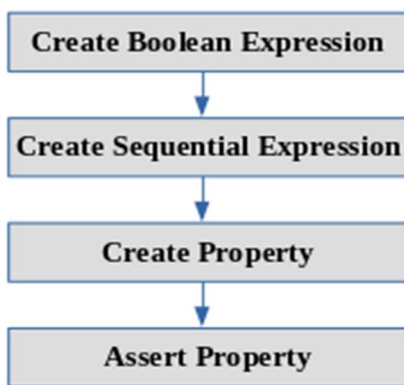 Create Boolean Expression
Create Sequential Expression
Create Property
Assert Property